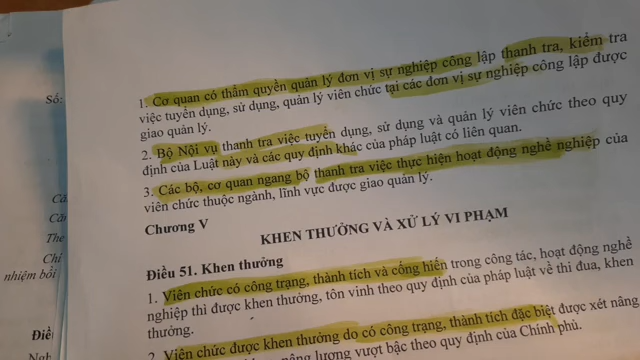 1. Cơ quan có thẩm quyền quản lý đơn vị sự nghiệp công lập thanh tra, kiểm tra
việc tuyển dụng, sử dụng, quản lý viên chức tại các đơn vị sự nghiệp công lập được
giao quản lý.
2. Bộ Nội vụ thanh tra việc tuyển dụng, sử dụng và quản lý viên chức theo quy
định của Luật này và các quy định khác của pháp luật có liên quan.
3. Các bộ, cơ quan ngang bộ thanh tra việc thực hiện hoạt động nghề nghiệp của
viên chức thuộc ngành, lĩnh vực được giao quản lý.
Chương V
KHEN THƯỞNG VÀ XỬ LÝ VI PHẠM
Điều 51. Khen thưởng
1. Viên chức có công trạng, thành tích và cống hiến trong công tác, hoạt động nghề
nghiệp thì được khen thưởng, tôn vinh theo quy định của pháp luật về thi đua, khen
thưởng.
2. Viên chức được khen thưởng do có công trạng, thành tích đặc biệt được xét nâng
lương vượt bậc theo quy định của Chính phủ.
Số:
Că
Căn
The
Chi
nhiệm bồi
Điều